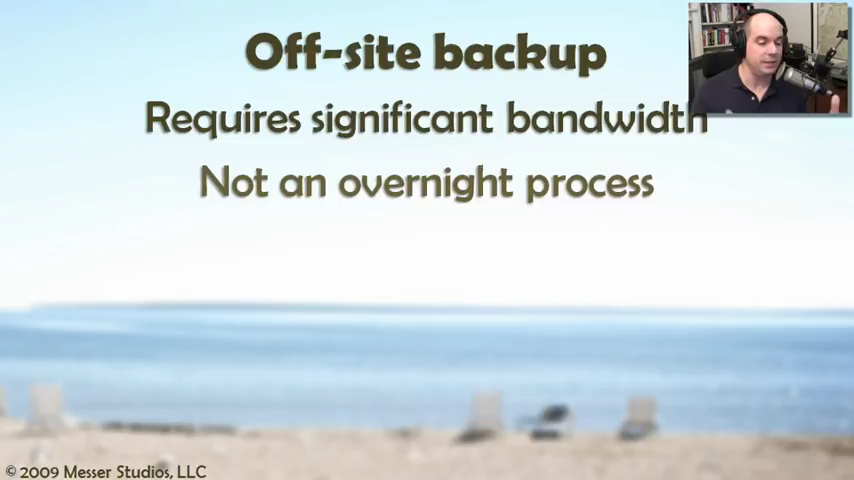 Off-site backup
Requires significant bandwidth
Not an overnight process
© 2009 Messer Studios, LLC